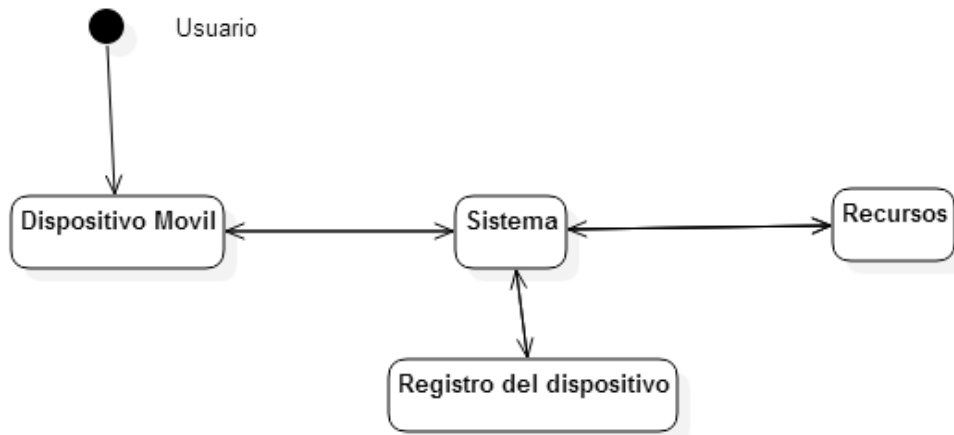 Usuario
Dispositivo Movil
Sistema
Recursos
Registro del dispositivo